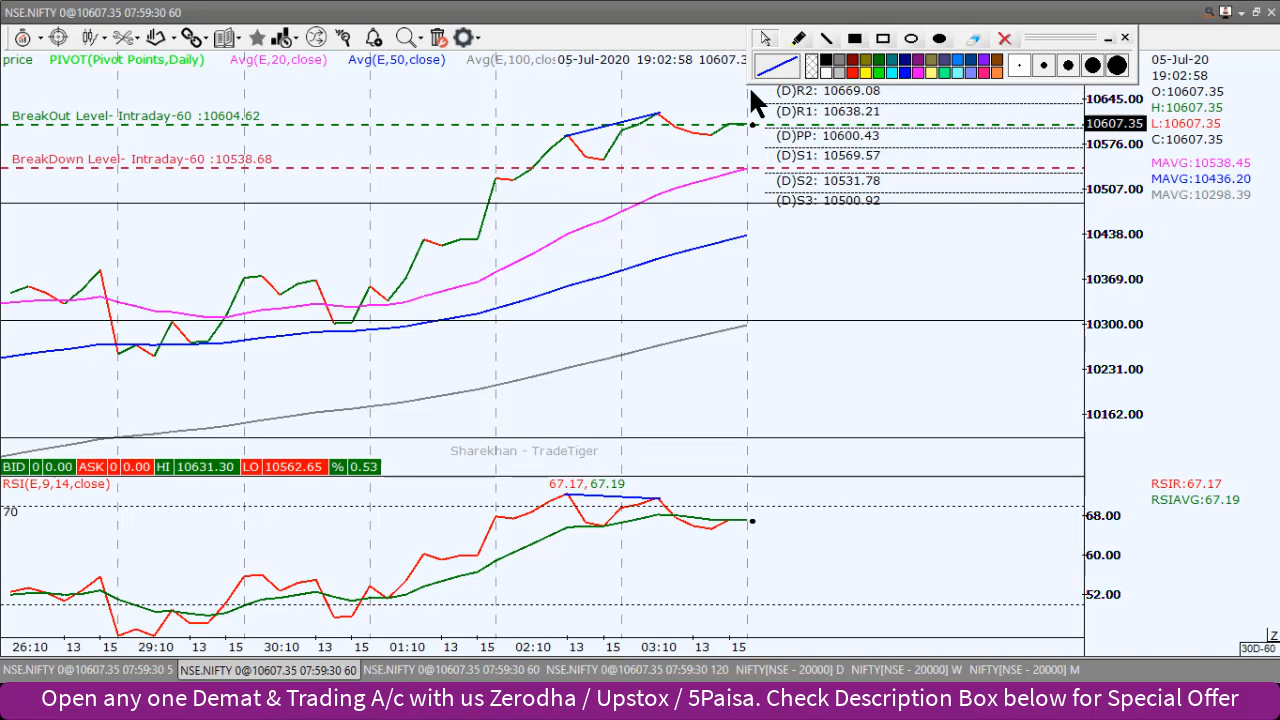 NSE.NIFTY 0@10607.35 07:59:30 60
price PIVOT(Pivot Points,Daily) Avg(E,20,close) Avg(E,50,close) Avg(E,100,close 05-Jul-2020 19:02:58 10607.3
05-Jul-20
19:02:58
O:10607.35
H:10607.35
L:10607.35
C:10607.35
MAVG:10538.45
MAVG:10436.20
MAVG:10298.39
(D)R2: 10669.08
(D)R1: 10638.21
(D)PP: 10600.43
(D)S1: 10569.57
(D)S2: 10531.78
(D)S3: 10500.92
BreakOut Level- Intraday-60 :10604.62
BreakDown Level- Intraday-60 :10538.68
10645.00
10607.35
10576.00
10507.00
10438.00
10369.00
10300.00
10231.00
10162.00
Sharekhan - TradeTiger
BID 0 0.00 ASK 0 0.00 HI 10631.30 LO 10562.65 % 0.53
RSI(E,9,14,close) 67.17,67.19
RSIR:67.17
RSIAVG:67.19
70
68.00
60.00
52.00
26:10 13 15 29:10 13 15 30:10 13 15 01:10 13 15 02:10 13 15 03:10 13 15
Z
30D-60
NSE.NIFTY 0@10607.35 07:59:30 5 NSE.NIFTY 0@10607.35 07:59:30 60 NSE.NIFTY 0@10607.35 07:59:30 60 NSE.NIFTY 0@10607.35 07:59:30 120 NIFTY[NSE - 20000] D NIFTY[NSE - 20000] W NIFTY[NSE - 20000] M
Open any one Demat & Trading A/c with us Zerodha / Upstox / 5Paisa. Check Description Box below for Special Offer